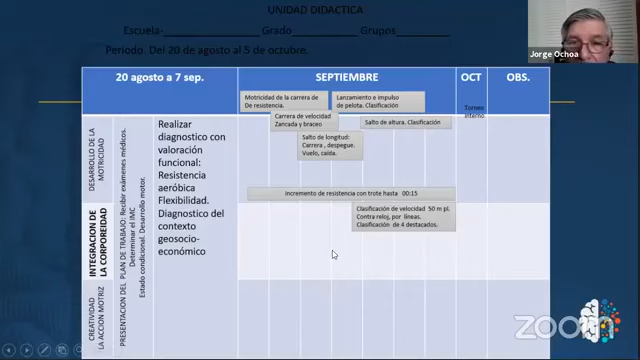 UNIDAD DIDACTICA
Escuela-____________ Grado__________ Grupos________
Periodo. Del 20 de agosto al 5 de octubre.
Jorge Ochoa
20 agosto a 7 sep.
SEPTIEMBRE
OCT
OBS.
Motricidad de la carrera de
De resistencia.
Lanzamiento e impulso
de pelota. Clasificación
Torneo
interno
Carrera de velocidad
Zancada y braceo
Salto de altura. Clasificación
Salto de longitud:
Carrera , despegue.
Vuelo, caída.
Incremento de resistencia con trote hasta 00:15
Clasificación de velocidad 50 m pl.
Contra reloj, por líneas.
Clasificación de 4 destacados.
DESARROLLO DE LA
MOTRICIDAD
INTEGRACION DE
LA CORPOREIDAD
CREATIVIDAD
LA ACCION MOTRIZ
PRESENTACION DEL PLAN DE TRABAJO: Recibir exámenes médicos.
Determinar el IMC
Estado condicional. Desarrollo motor.
Realizar
diagnostico con
valoración
funcional:
Resistencia
aeróbica
Flexibilidad.
Diagnostico del
contexto
geosocio-
económico
zoom